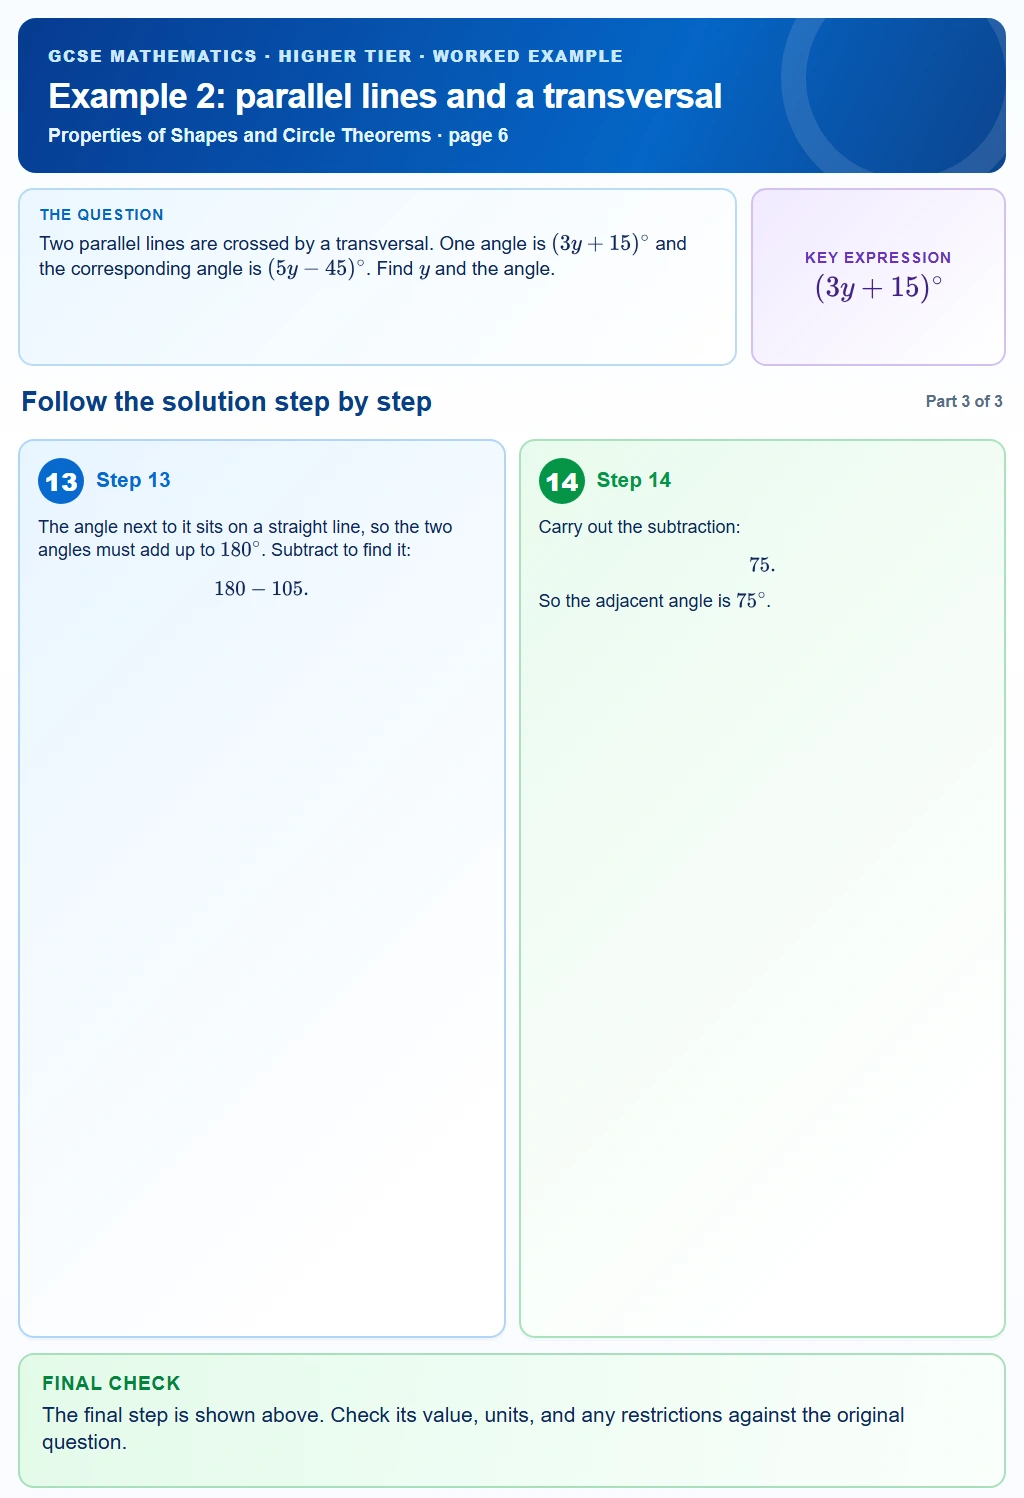 GCSE MATHEMATICS · HIGHER TIER · WORKED EXAMPLE
Example 2: parallel lines and a transversal
Properties of Shapes and Circle Theorems · page 6
THE QUESTION
Two parallel lines are crossed by a transversal. One angle is (3y + 15)° and
the corresponding angle is (5y − 45)°. Find y and the angle.
KEY EXPRESSION
(3y + 15)°
Follow the solution step by step
Part 3 of 3
13 Step 13
The angle next to it sits on a straight line, so the two
angles must add up to 180°. Subtract to find it:
180 − 105.
14 Step 14
Carry out the subtraction:
75.
So the adjacent angle is 75°.
FINAL CHECK
The final step is shown above. Check its value, units, and any restrictions against the original
question.